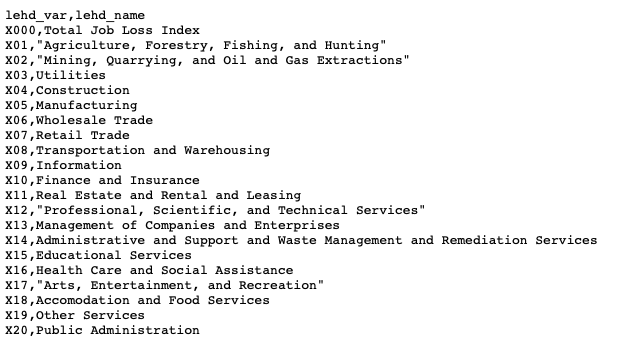 lehd_var,lehd_name
X000,Total Job Loss Index
X01,"Agriculture, Forestry, Fishing, and Hunting"
X02,"Mining, Quarrying, and Oil and Gas Extractions"
X03,Utilities
X04,Construction
X05,Manufacturing
X06,Wholesale Trade
X07,Retail Trade
X08,Transportation and Warehousing
X09,Information
X10,Finance and Insurance
X11,Real Estate and Rental and Leasing
X12,"Professional, Scientific, and Technical Services"
X13,Management of Companies and Enterprises
X14,Administrative and Support and Waste Management and Remediation Services
X15,Educational Services
X16,Health Care and Social Assistance
X17,"Arts, Entertainment, and Recreation"
X18,Accomodation and Food Services
X19,Other Services
X20,Public Administration